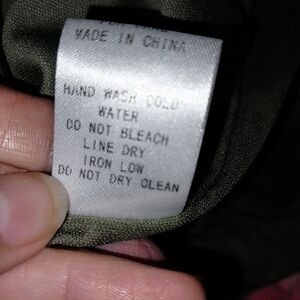 MADE IN CHINA
HAND WASH COLD
WATER
DO NOT BLEACH
LINE DRY
IRON LOW
DO NOT DRY CLEAN